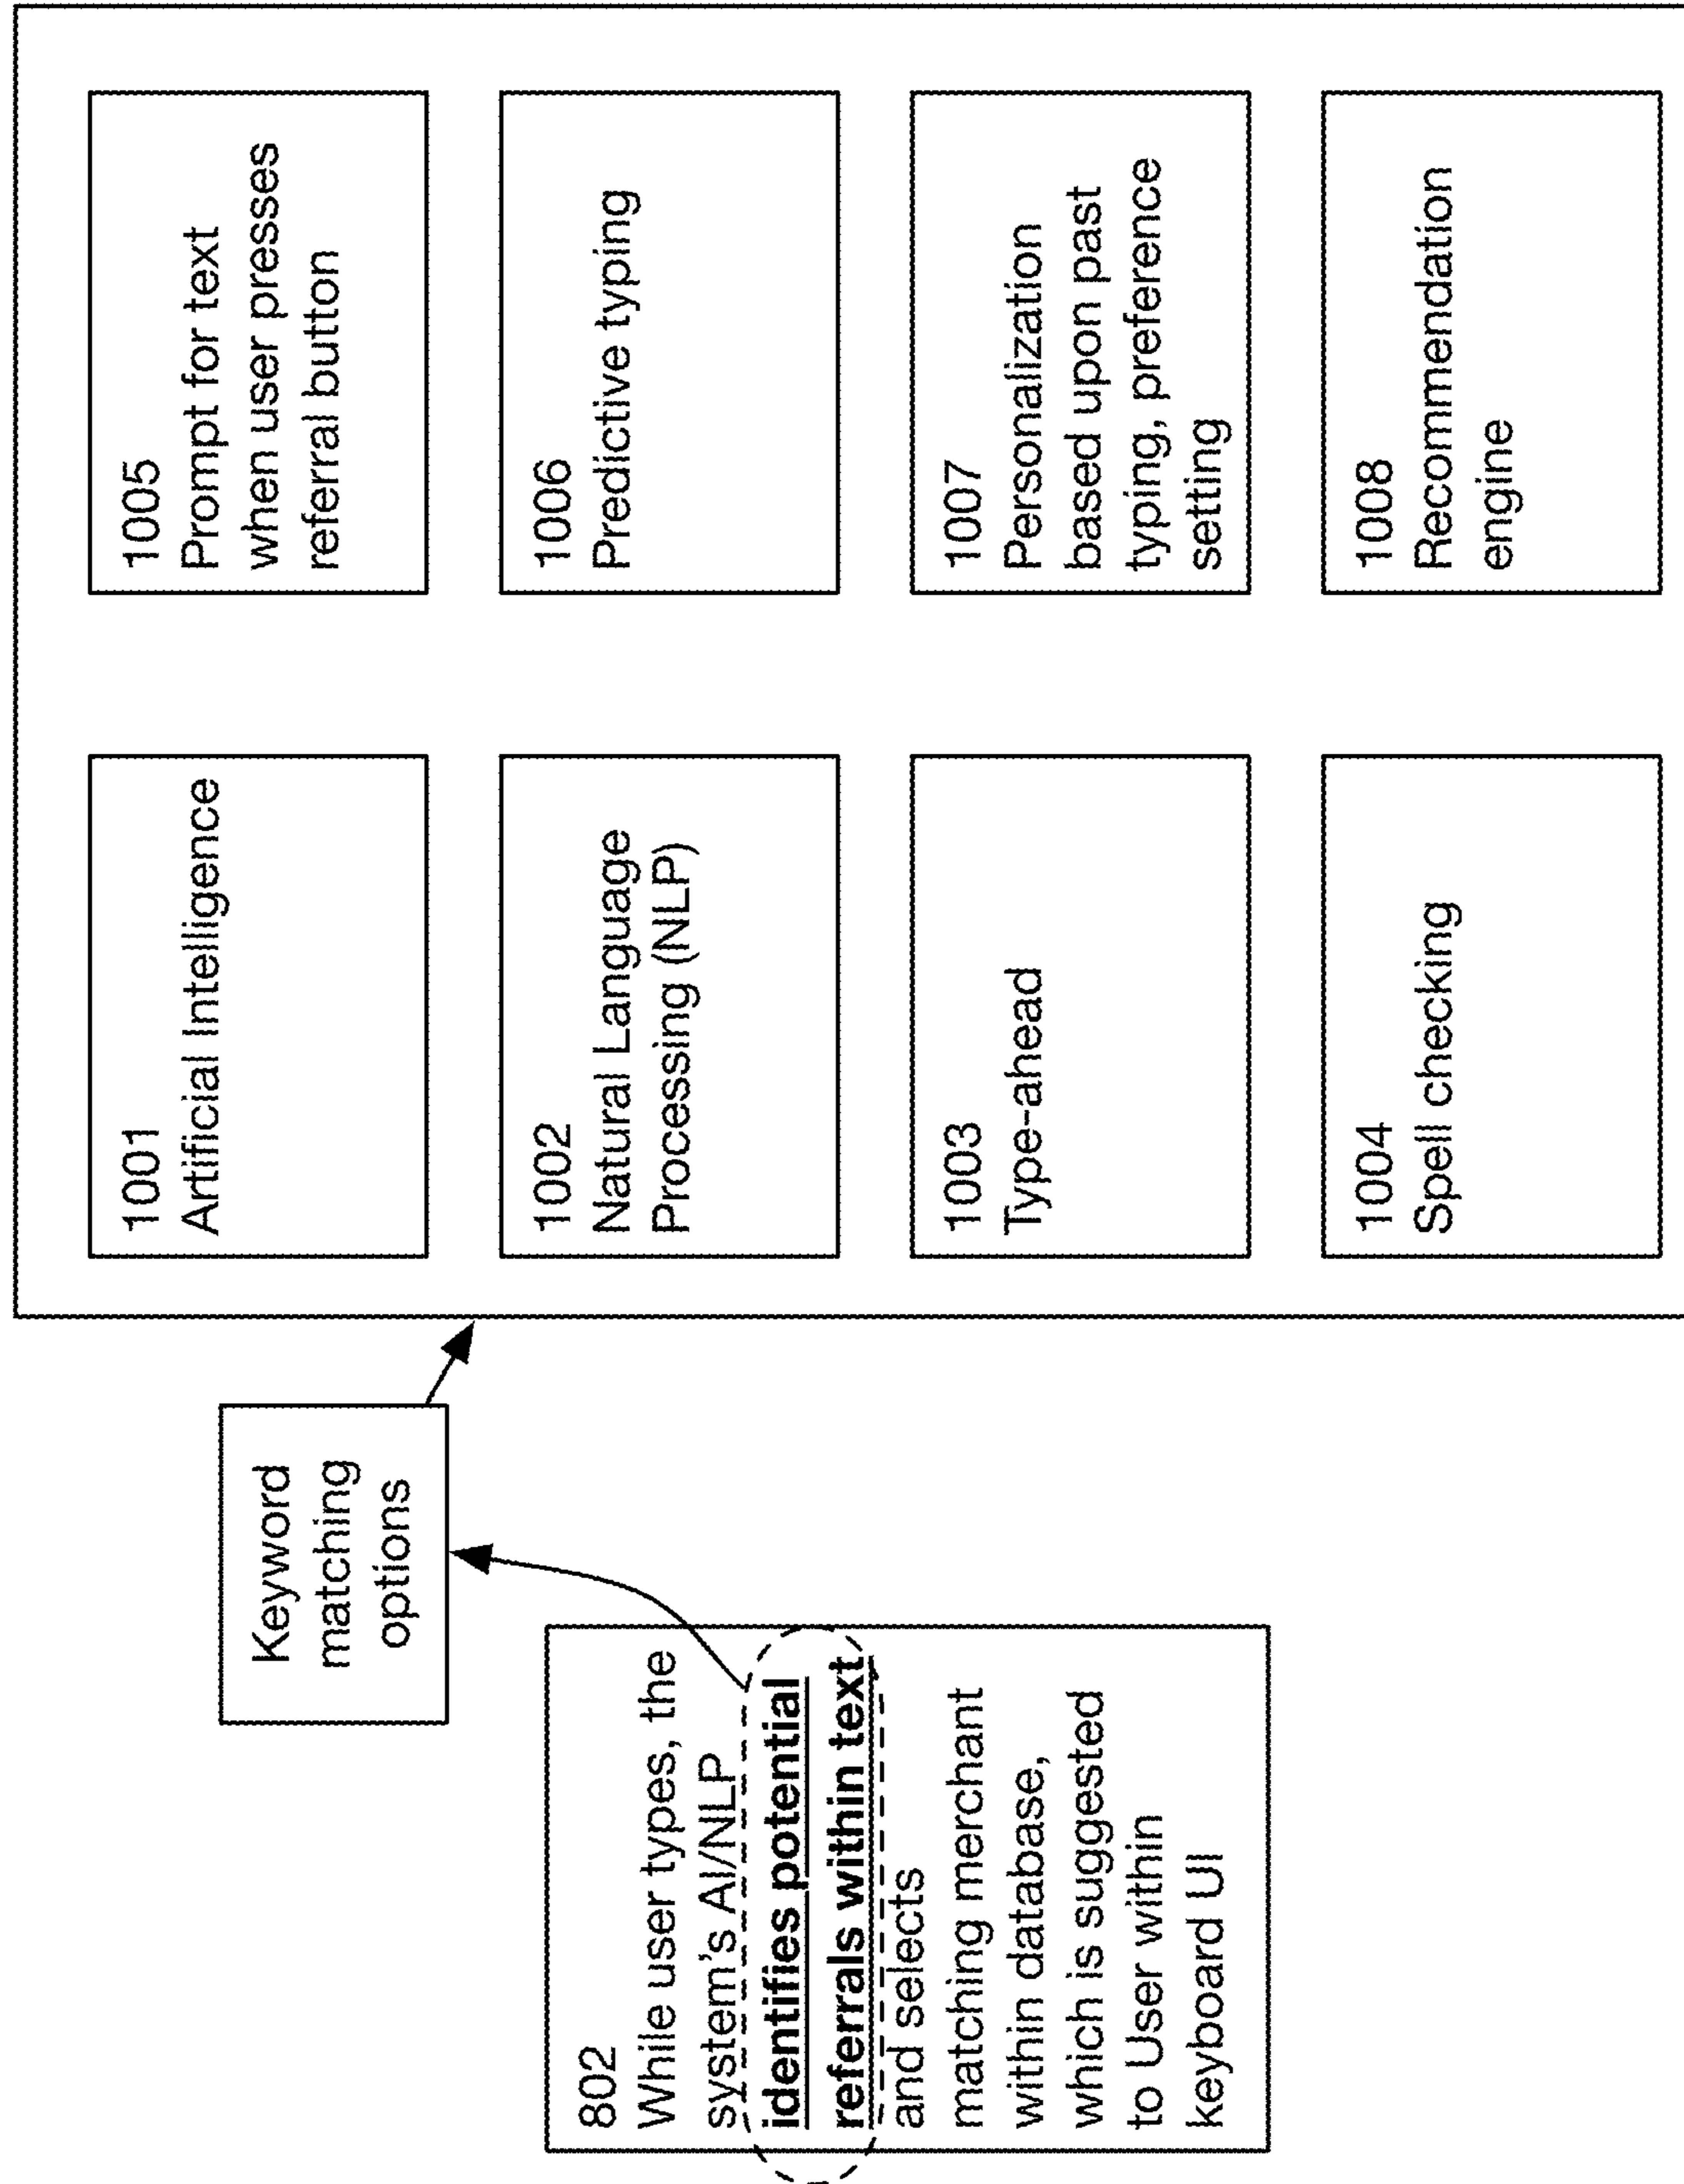 802
While user types, the
system's AI/NLP
identifies potential
referrals within text
and selects
matching merchant
within database,
which is suggested
to User within
keyboard UI
Keyword
matching
options
1001
Artificial Intelligence
1002
Natural Language
Processing (NLP)
1003
Type-ahead
1004
Spell checking
1005
Prompt for text
when user presses
referral button
1006
Predictive typing
1007
Personalization
based upon past
typing, preference
setting
1008
Recommendation
engine